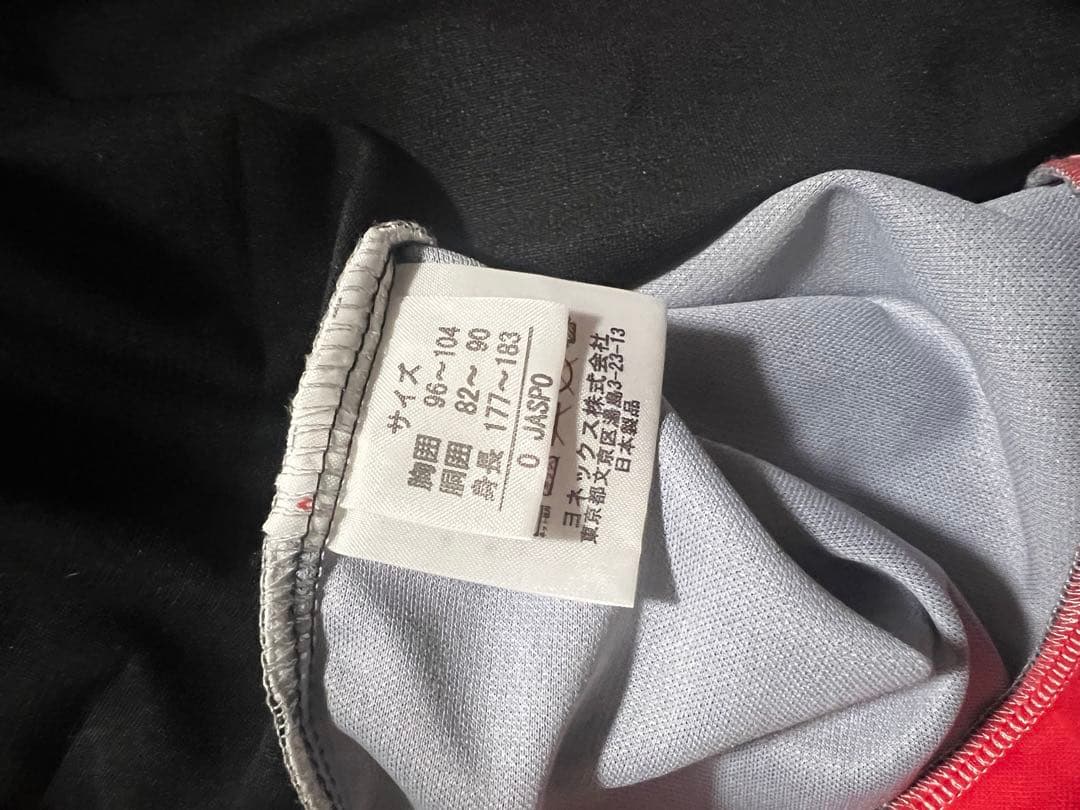 サイズ
胸囲 96～104
胴囲 82～ 90
身長 177～183
O JASPO
ヨネックス株式会社
東京都文京区湯島3-23-13
日本製品